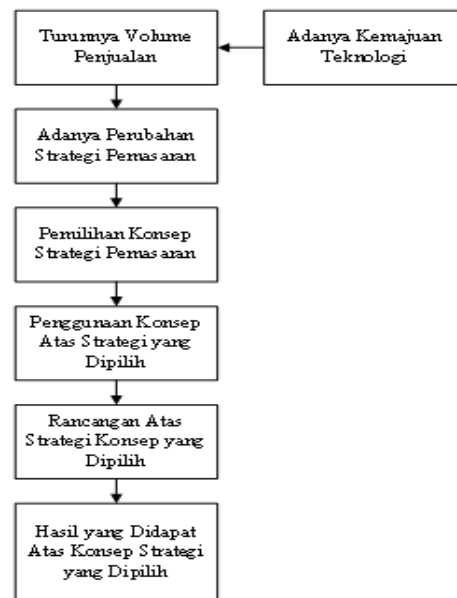 Turunnya Volume
Penjualan
Adanya Kemajuan
Teknologi
Adanya Perubahan
Strategi Pemasaran
Pemilihan Konsep
Strategi Pemasaran
Penggunaan Konsep
Atas Strategi yang
Dipilih
Rancangan Atas
Strategi Konsep yang
Dipilih
Hasil yang Didapat
Atas Konsep Strategi
yang Dipilih